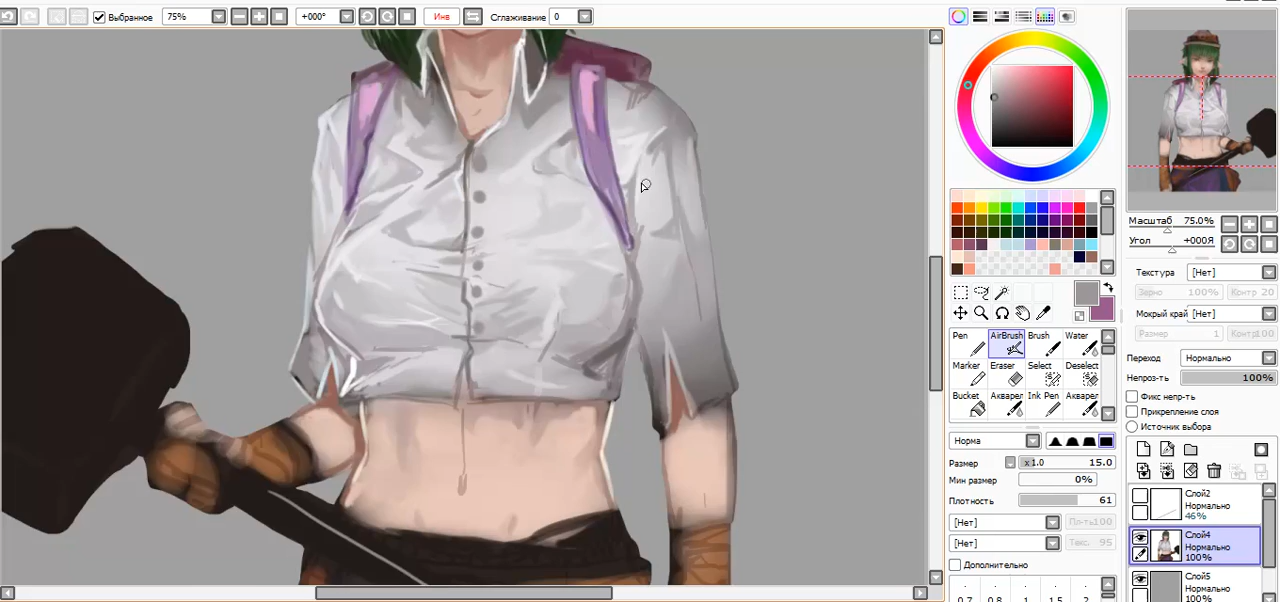 Выбранное 75% +000° Инв Сглаживание 0
Масштаб 75.0%
Угол +000Я
Текстура [Нет]
Зерно 100% Контр 20
Мокрый край [Нет]
Размер 1 Контр100
Переход Нормально
Непроз-ть 100%
Фикс непр-ть
Прикрепление слоя
Источник выбора
Pen AirBrush Brush Water
Marker Eraser Select Deselect
Bucket Акварел Ink Pen Акварел
Норма
Размер x1.0 15.0
Мин размер 0%
Плотность 61
[Нет] Пл-ть100
[Нет] Текс. 95
Дополнительно
0.7 0.8 1 1.5 2
Слой2
Нормально
46%
Слой4
Нормально
100%
Слой5
Нормально
100%